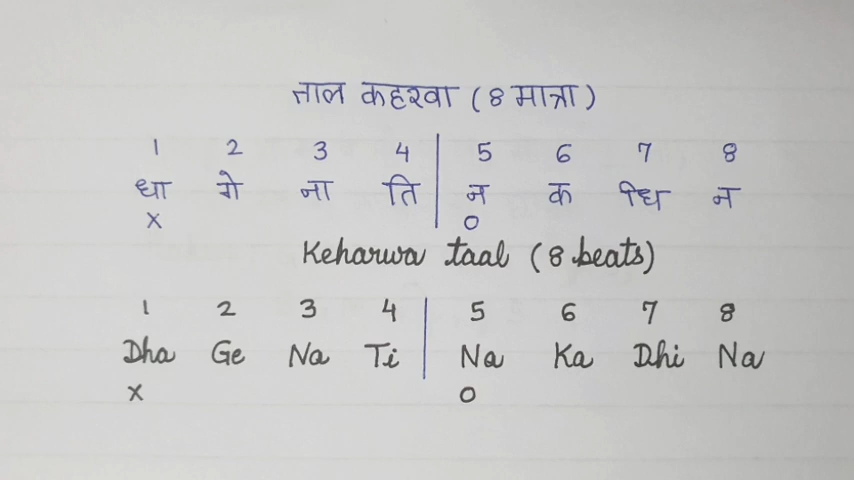 ताल कहरवा (8 मात्रा)
1 2 3 4 | 5 6 7 8
धा गे ना ति | न क धि न
x o
Keharwa taal (8 beats)
1 2 3 4 | 5 6 7 8
Dha Ge Na Ti | Na Ka Dhi Na
x o